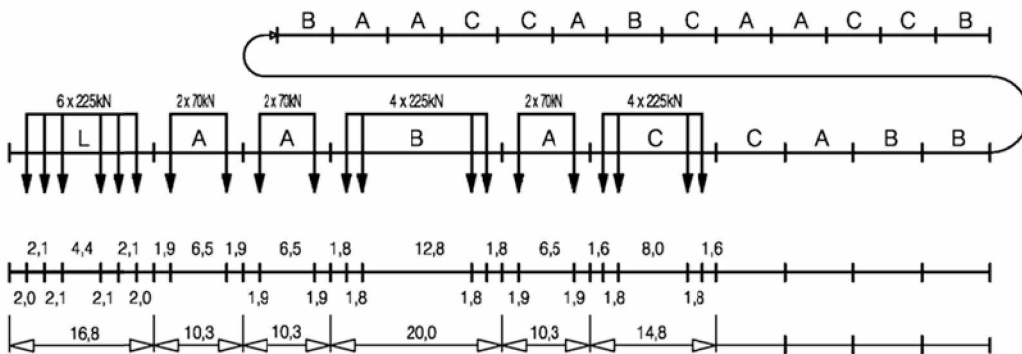 B A A C C A B C A A C C B
6 x 225kN 2 x 70kN 2 x 70kN 4 x 225kN 2 x 70kN 4 x 225kN
L A A B A C C A B B
2,1 4,4 2,1 1,9 6,5 1,9 6,5 1,8 12,8 1,8 6,5 1,6 8,0 1,6
2,0 2,1 2,1 2,0 1,9 1,9 1,8 1,8 1,9 1,9 1,8 1,8
16,8 10,3 10,3 20,0 10,3 14,8